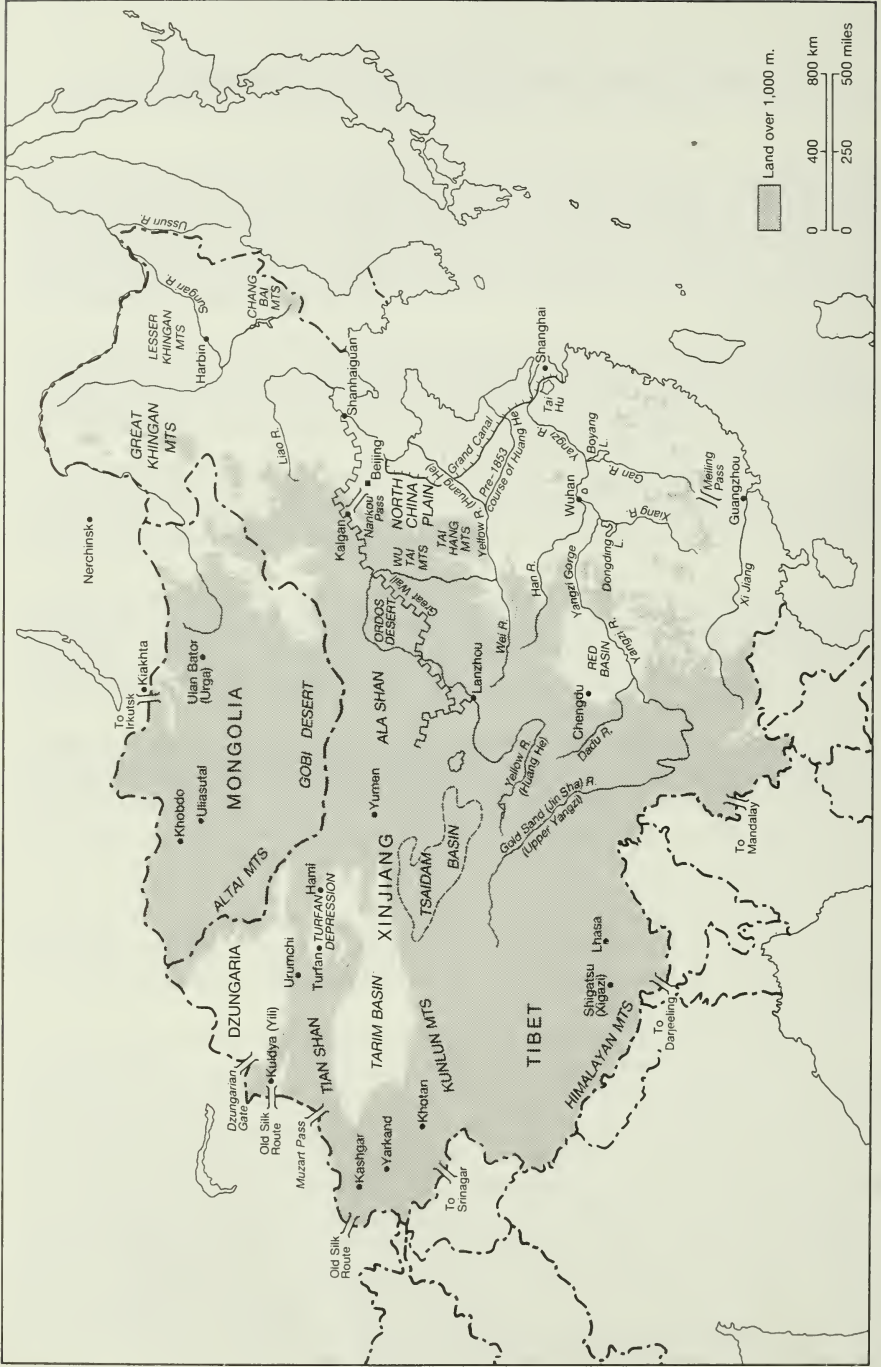 Nerchinsk
To
Irkutsk
Kiakhta
Ulan Bator
(Urga)
Khobdo
Uliasutal
MONGOLIA
GOBI DESERT
ALTAI MTS
DZUNGARIA
Dzungarian
Gate
Kuldya (Yili)
Old Silk
Route
Muzart Pass
Urumchi
Turfan
TURFAN
DEPRESSION
Hami
TIAN SHAN
TARIM BASIN
Kashgar
Yarkand
Khotan
KUNLUN MTS
Old Silk
Route
To
Srinagar
XINJIANG
Yumen
ALA SHAN
TSAIDAM
BASIN
TIBET
Lhasa
Shigatsu
(Xigazi)
HIMALAYAN MTS
To
Darjeeling
To
Mandalay
GREAT
KHINGAN
MTS
LESSER
KHINGAN
MTS
Sungari R.
Ussuri R.
Harbin
CHANG
BAI
MTS
Liao R.
Shanhaiguan
Kalgan
Nankou
Pass
Beijing
NORTH
CHINA
PLAIN
WU
TAI
MTS
TAI
HANG
MTS
ORDOS
DESERT
Great Wall
Lanzhou
Wei R.
Yellow R.
(Huang He)
Grand Canal
Pre-1853
course of Huang He
Yellow R.
(Huang He)
Han R.
Yangzi Gorge
Wuhan
Yangzi R.
Shanghai
Tai
Hu
Boyang
L.
Gan R.
Dongding
L.
Xiang R.
Meiling
Pass
Guangzhou
Xi Jiang
RED
BASIN
Yangzi R.
Chengdu
Dadu R.
Gold Sand (Jin Sha) R.
(Upper Yangzi)
Land over 1,000 m.
0 400 800 km
0 250 500 miles